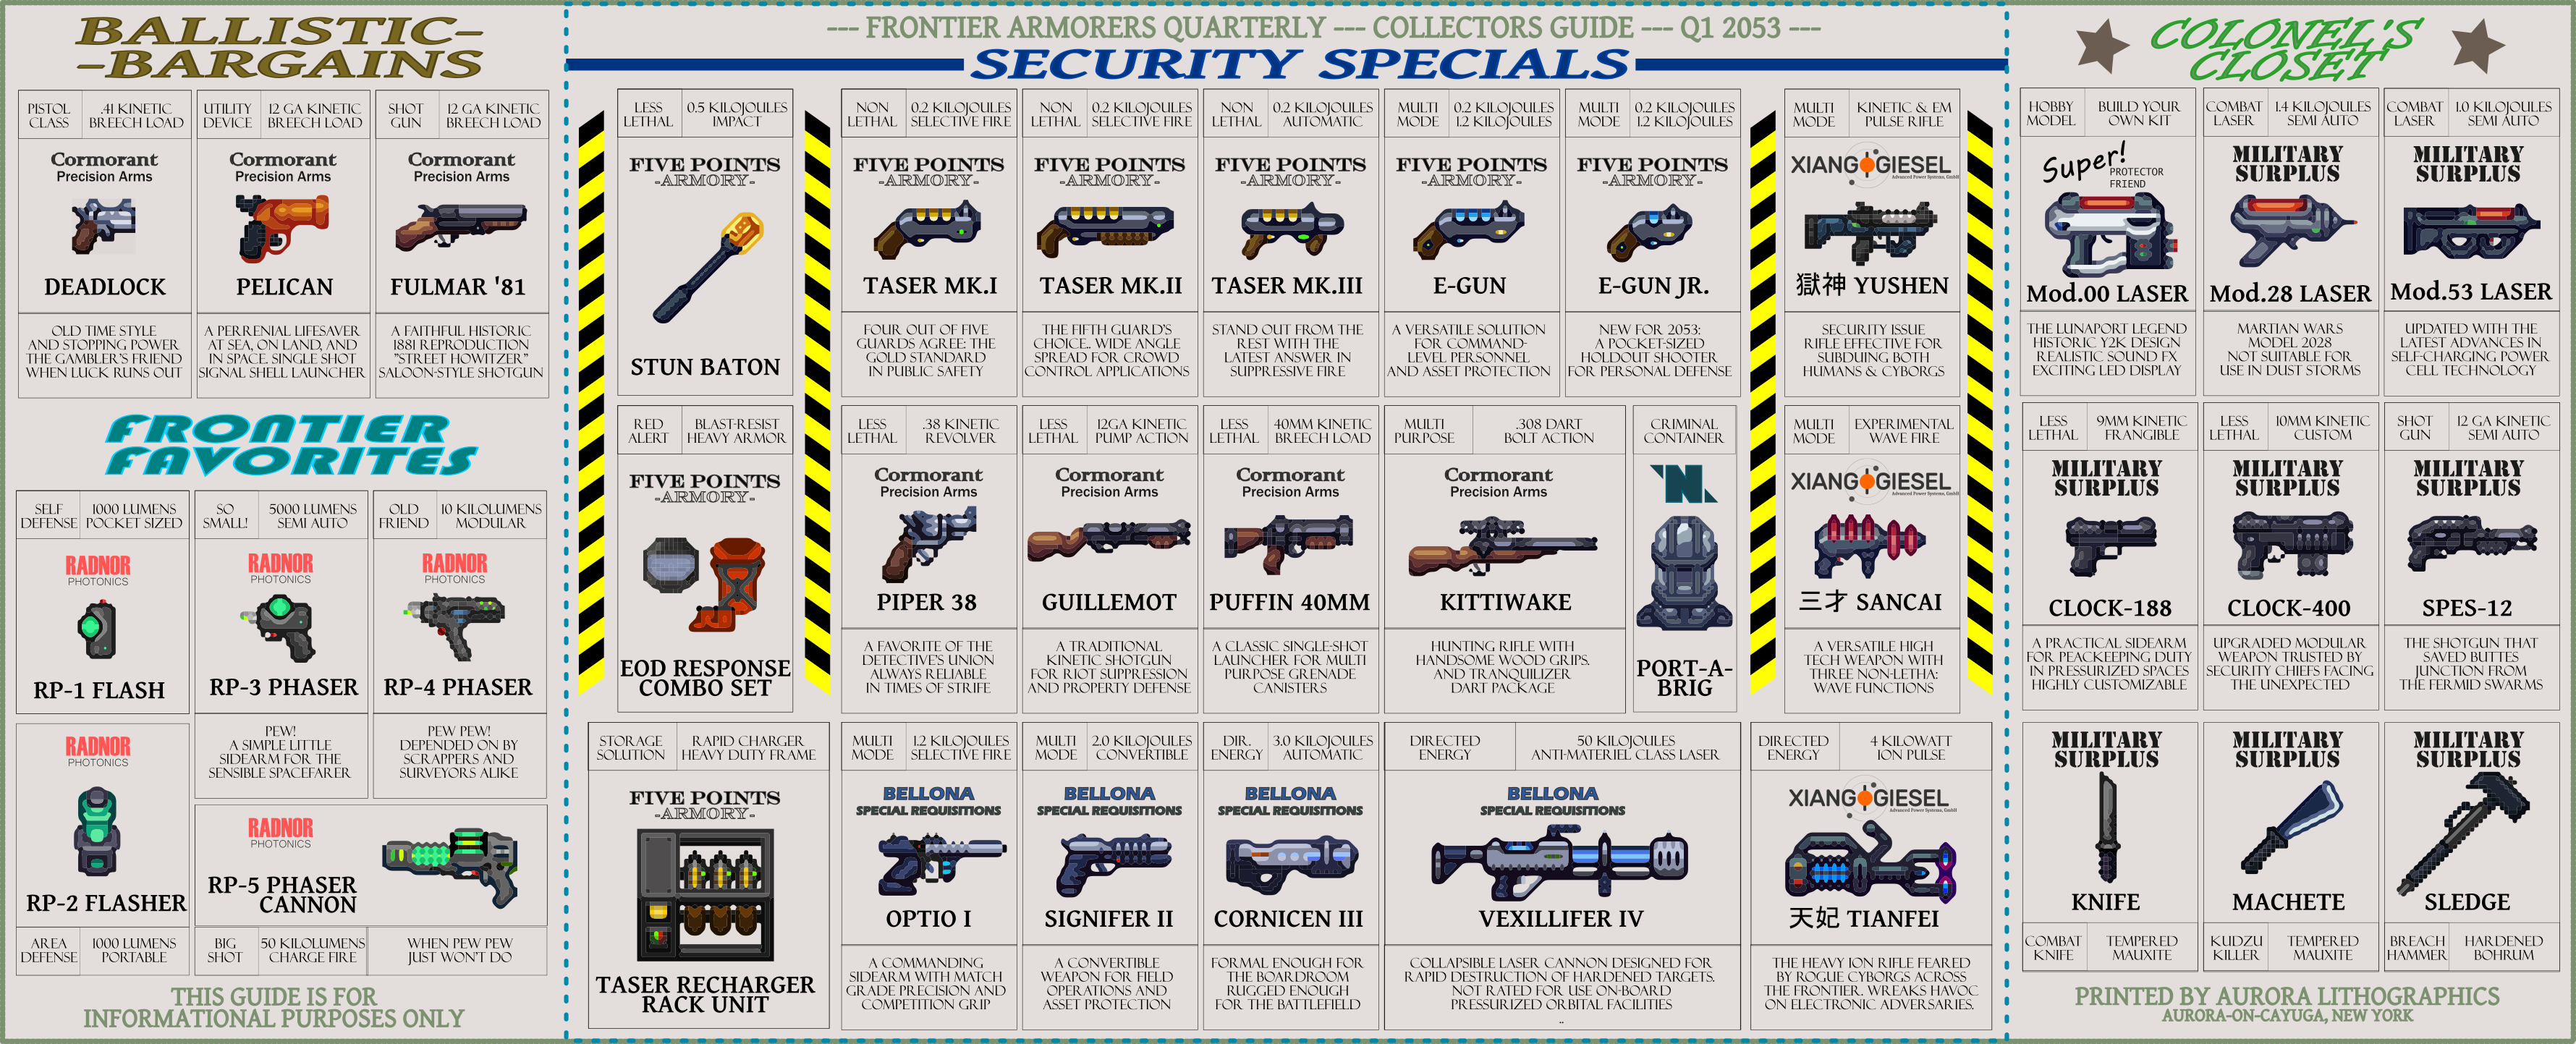 BALLISTIC-
-BARGAINS
PISTOL CLASS
.41 KINETIC BREECH LOAD
Cormorant
Precision Arms
DEADLOCK
OLD TIME STYLE
AND STOPPING POWER
THE GAMBLER'S FRIEND
WHEN LUCK RUNS OUT
UTILITY DEVICE
12 GA KINETIC BREECH LOAD
Cormorant
Precision Arms
PELICAN
A PERRENIAL LIFESAVER
AT SEA, ON LAND, AND
IN SPACE. SINGLE SHOT
SIGNAL SHELL LAUNCHER
SHOT GUN
12 GA KINETIC BREECH LOAD
Cormorant
Precision Arms
FULMAR '81
A FAITHFUL HISTORIC
1881 REPRODUCTION
"STREET HOWITZER"
SALOON-STYLE SHOTGUN
FRONTIER
FAVORITES
SELF DEFENSE
1000 LUMENS POCKET SIZED
RADNOR
PHOTONICS
RP-1 FLASH
SO SMALL!
5000 LUMENS SEMI AUTO
RADNOR
PHOTONICS
RP-3 PHASER
PEW!
A SIMPLE LITTLE
SIDEARM FOR THE
SENSIBLE SPACEFARER
OLD FRIEND
10 KILOLUMENS MODULAR
RADNOR
PHOTONICS
RP-4 PHASER
PEW PEW!
DEPENDED ON BY
SCRAPPERS AND
SURVEYORS ALIKE
RADNOR
PHOTONICS
RP-2 FLASHER
AREA DEFENSE
1000 LUMENS PORTABLE
RADNOR
PHOTONICS
RP-5 PHASER
CANNON
BIG SHOT
50 KILOLUMENS CHARGE FIRE
WHEN PEW PEW
JUST WON'T DO
THIS GUIDE IS FOR
INFORMATIONAL PURPOSES ONLY
--- FRONTIER ARMORERS QUARTERLY --- COLLECTORS GUIDE --- Q1 2053 ---
SECURITY SPECIALS
LESS LETHAL
0.5 KILOJOULES IMPACT
FIVE POINTS
-ARMORY-
STUN BATON
NON LETHAL
0.2 KILOJOULES SELECTIVE FIRE
FIVE POINTS
-ARMORY-
TASER MK.I
FOUR OUT OF FIVE
GUARDS AGREE: THE
GOLD STANDARD
IN PUBLIC SAFETY
NON LETHAL
0.2 KILOJOULES SELECTIVE FIRE
FIVE POINTS
-ARMORY-
TASER MK.II
THE FIFTH GUARD'S
CHOICE.. WIDE ANGLE
SPREAD FOR CROWD
CONTROL APPLICATIONS
NON LETHAL
0.2 KILOJOULES AUTOMATIC
FIVE POINTS
-ARMORY-
TASER MK.III
STAND OUT FROM THE
REST WITH THE
LATEST ANSWER IN
SUPPRESSIVE FIRE
MULTI MODE
0.2 KILOJOULES 1.2 KILOJOULES
FIVE POINTS
-ARMORY-
E-GUN
A VERSATILE SOLUTION
FOR COMMAND-
LEVEL PERSONNEL
AND ASSET PROTECTION
MULTI MODE
0.2 KILOJOULES 1.2 KILOJOULES
FIVE POINTS
-ARMORY-
E-GUN JR.
NEW FOR 2053:
A POCKET-SIZED
HOLDOUT SHOOTER
FOR PERSONAL DEFENSE
MULTI MODE
KINETIC & EM PULSE RIFLE
XIANG GIESEL
Advanced Power Systems, GmbH
獄神 YUSHEN
SECURITY ISSUE
RIFLE EFFECTIVE FOR
SUBDUING BOTH
HUMANS & CYBORGS
RED ALERT
BLAST-RESIST HEAVY ARMOR
FIVE POINTS
-ARMORY-
EOD RESPONSE
COMBO SET
LESS LETHAL
.38 KINETIC REVOLVER
Cormorant
Precision Arms
PIPER 38
A FAVORITE OF THE
DETECTIVE'S UNION
ALWAYS RELIABLE
IN TIMES OF STRIFE
LESS LETHAL
12GA KINETIC PUMP ACTION
Cormorant
Precision Arms
GUILLEMOT
A TRADITIONAL
KINETIC SHOTGUN
FOR RIOT SUPPRESSION
AND PROPERTY DEFENSE
LESS LETHAL
40MM KINETIC BREECH LOAD
Cormorant
Precision Arms
PUFFIN 40MM
A CLASSIC SINGLE-SHOT
LAUNCHER FOR MULTI
PURPOSE GRENADE
CANISTERS
MULTI PURPOSE
.308 DART BOLT ACTION
Cormorant
Precision Arms
KITTIWAKE
HUNTING RIFLE WITH
HANDSOME WOOD GRIPS.
AND TRANQUILIZER
DART PACKAGE
CRIMINAL CONTAINER
N
PORT-A-
BRIG
MULTI MODE
EXPERIMENTAL WAVE FIRE
XIANG GIESEL
Advanced Power Systems, GmbH
三才 SANCAI
A VERSATILE HIGH
TECH WEAPON WITH
THREE NON-LETHA:
WAVE FUNCTIONS
STORAGE SOLUTION
RAPID CHARGER HEAVY DUTY FRAME
FIVE POINTS
-ARMORY-
TASER RECHARGER
RACK UNIT
MULTI MODE
1.2 KILOJOULES SELECTIVE FIRE
BELLONA
SPECIAL REQUISITIONS
OPTIO I
A COMMANDING
SIDEARM WITH MATCH
GRADE PRECISION AND
COMPETITION GRIP
MULTI MODE
2.0 KILOJOULES CONVERTIBLE
BELLONA
SPECIAL REQUISITIONS
SIGNIFER II
A CONVERTIBLE
WEAPON FOR FIELD
OPERATIONS AND
ASSET PROTECTION
DIR. ENERGY
3.0 KILOJOULES AUTOMATIC
BELLONA
SPECIAL REQUISITIONS
CORNICEN III
FORMAL ENOUGH FOR
THE BOARDROOM
RUGGED ENOUGH
FOR THE BATTLEFIELD
DIRECTED ENERGY
50 KILOJOULES ANTI-MATERIEL CLASS LASER
BELLONA
SPECIAL REQUISITIONS
VEXILLIFER IV
COLLAPSIBLE LASER CANNON DESIGNED FOR
RAPID DESTRUCTION OF HARDENED TARGETS.
NOT RATED FOR USE ON-BOARD
PRESSURIZED ORBITAL FACILITIES
..
DIRECTED ENERGY
4 KILOWATT ION PULSE
XIANG GIESEL
Advanced Power Systems, GmbH
天妃 TIANFEI
THE HEAVY ION RIFLE FEARED
BY ROGUE CYBORGS ACROSS
THE FRONTIER. WREAKS HAVOC
ON ELECTRONIC ADVERSARIES.
COLONEL'S
CLOSET
HOBBY MODEL
BUILD YOUR OWN KIT
Super!
PROTECTOR
FRIEND
Mod.00 LASER
THE LUNAPORT LEGEND
HISTORIC Y2K DESIGN
REALISTIC SOUND FX
EXCITING LED DISPLAY
COMBAT LASER
1.4 KILOJOULES SEMI AUTO
MILITARY
SURPLUS
Mod.28 LASER
MARTIAN WARS
MODEL 2028
NOT SUITABLE FOR
USE IN DUST STORMS
COMBAT LASER
1.0 KILOJOULES SEMI AUTO
MILITARY
SURPLUS
Mod.53 LASER
UPDATED WITH THE
LATEST ADVANCES IN
SELF-CHARGING POWER
CELL TECHNOLOGY
LESS LETHAL
9MM KINETIC FRANGIBLE
MILITARY
SURPLUS
CLOCK-188
A PRACTICAL SIDEARM
FOR PEACKEEPING DUTY
IN PRESSURIZED SPACES
HIGHLY CUSTOMIZABLE
LESS LETHAL
10MM KINETIC CUSTOM
MILITARY
SURPLUS
CLOCK-400
UPGRADED MODULAR
WEAPON TRUSTED BY
SECURITY CHIEFS FACING
THE UNEXPECTED
SHOT GUN
12 GA KINETIC SEMI AUTO
MILITARY
SURPLUS
SPES-12
THE SHOTGUN THAT
SAVED BUTTES
JUNCTION FROM
THE FERMID SWARMS
MILITARY
SURPLUS
KNIFE
COMBAT KNIFE
TEMPERED MAUXITE
MILITARY
SURPLUS
MACHETE
KUDZU KILLER
TEMPERED MAUXITE
MILITARY
SURPLUS
SLEDGE
BREACH HAMMER
HARDENED BOHRUM
PRINTED BY AURORA LITHOGRAPHICS
AURORA-ON-CAYUGA, NEW YORK